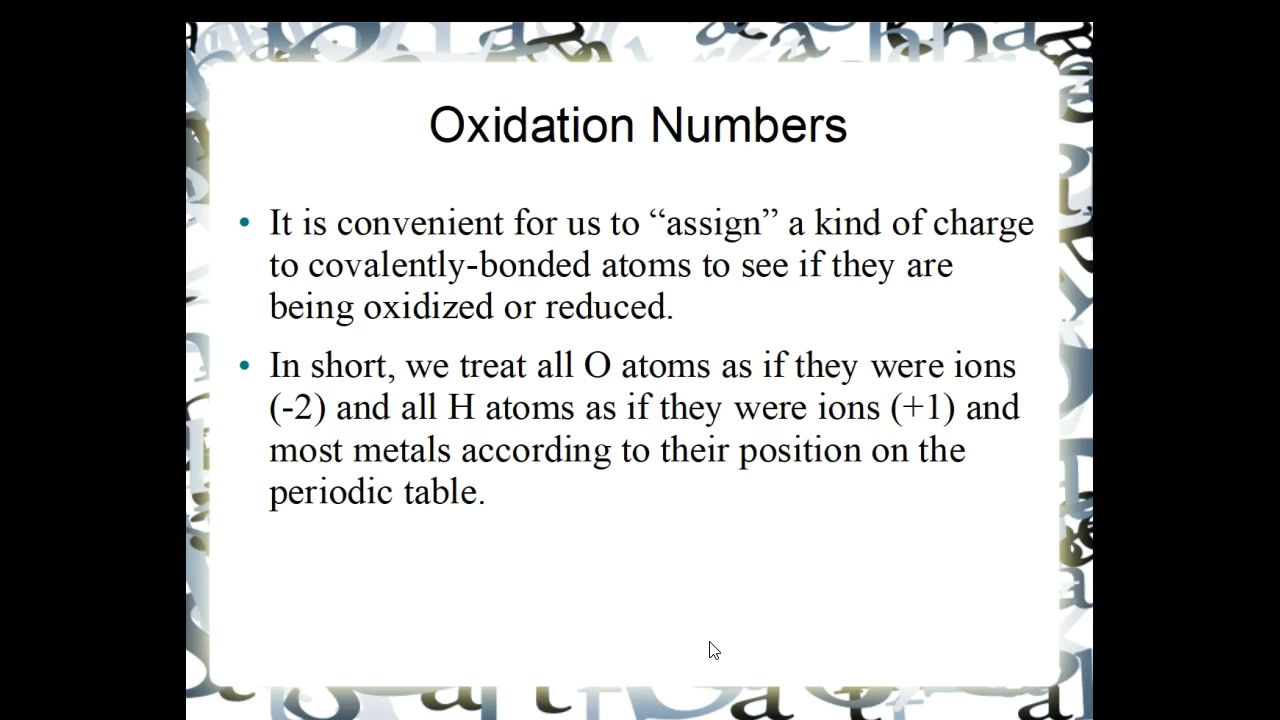 Oxidation Numbers
• It is convenient for us to “assign” a kind of charge
to covalently-bonded atoms to see if they are
being oxidized or reduced.
• In short, we treat all O atoms as if they were ions
(-2) and all H atoms as if they were ions (+1) and
most metals according to their position on the
periodic table.